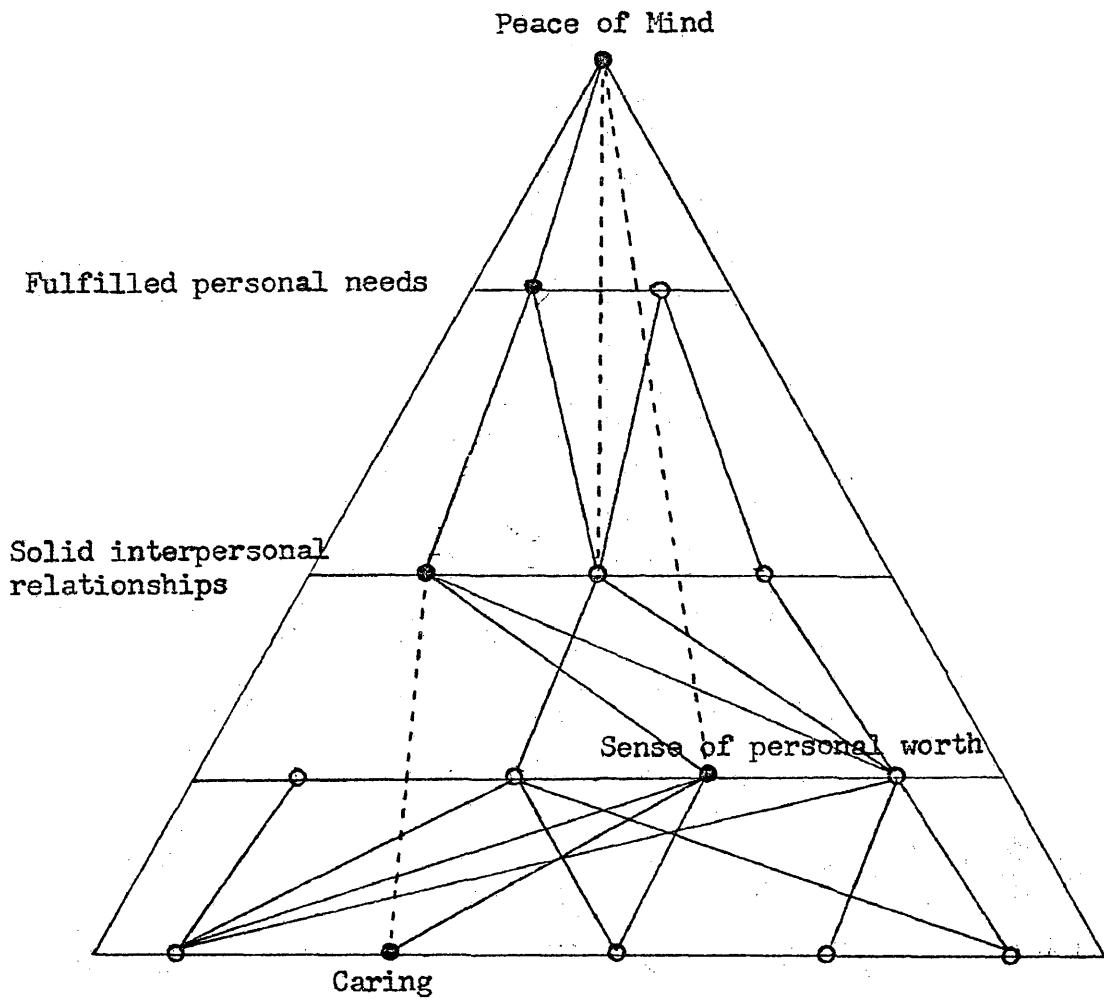 Peace of Mind
Fulfilled personal needs
Solid interpersonal
relationships
Sense of personal worth
Caring